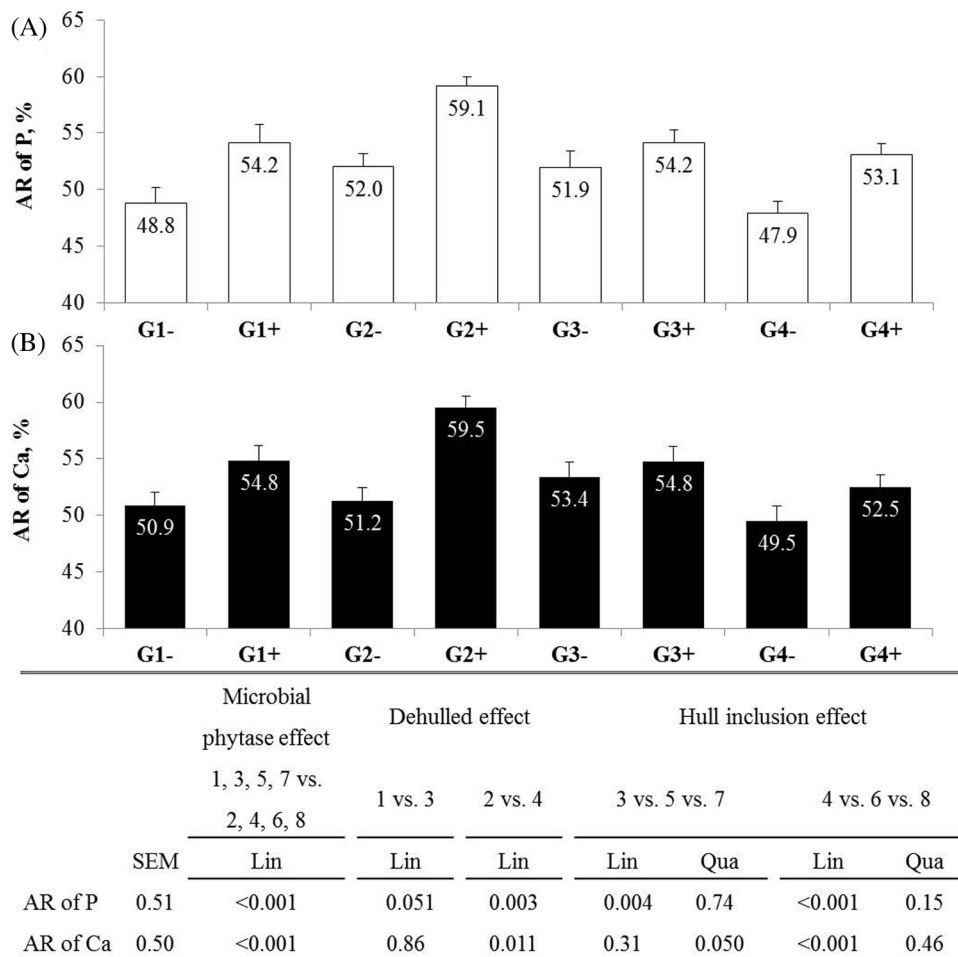 (A)
AR of P, %
65
60
55
50
45
40
48.8
54.2
52.0
59.1
51.9
54.2
47.9
53.1
G1- G1+ G2- G2+ G3- G3+ G4- G4+
(B)
AR of Ca, %
65
60
55
50
45
40
50.9
54.8
51.2
59.5
53.4
54.8
49.5
52.5
G1- G1+ G2- G2+ G3- G3+ G4- G4+
Microbial
phytase effect
Dehulled effect
Hull inclusion effect
1, 3, 5, 7 vs.
2, 4, 6, 8
1 vs. 3
2 vs. 4
3 vs. 5 vs. 7
4 vs. 6 vs. 8
SEM Lin Lin Lin Lin Qua Lin Qua
AR of P 0.51 <0.001 0.051 0.003 0.004 0.74 <0.001 0.15
AR of Ca 0.50 <0.001 0.86 0.011 0.31 0.050 <0.001 0.46